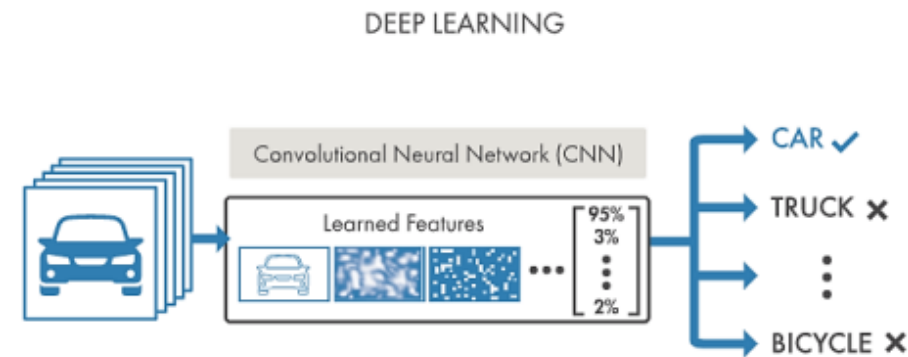 DEEP LEARNING
Convolutional Neural Network (CNN)
Learned Features
95%
3%
2%
CAR
TRUCK
BICYCLE